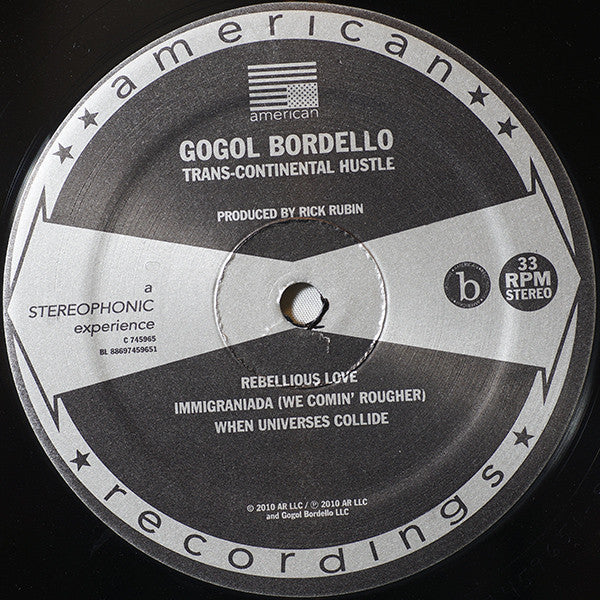 american
american
GOGOL BORDELLO
TRANS-CONTINENTAL HUSTLE
PRODUCED BY RICK RUBIN
a
STEREOPHONIC
experience
C 745965
BL 88697459651
b
33
RPM
STEREO
REBELLIOUS LOVE
IMMIGRANIADA (WE COMIN' ROUGHER)
WHEN UNIVERSES COLLIDE
© 2010 AR LLC / ℗ 2010 AR LLC
and Gogol Bordello LLC
recordings